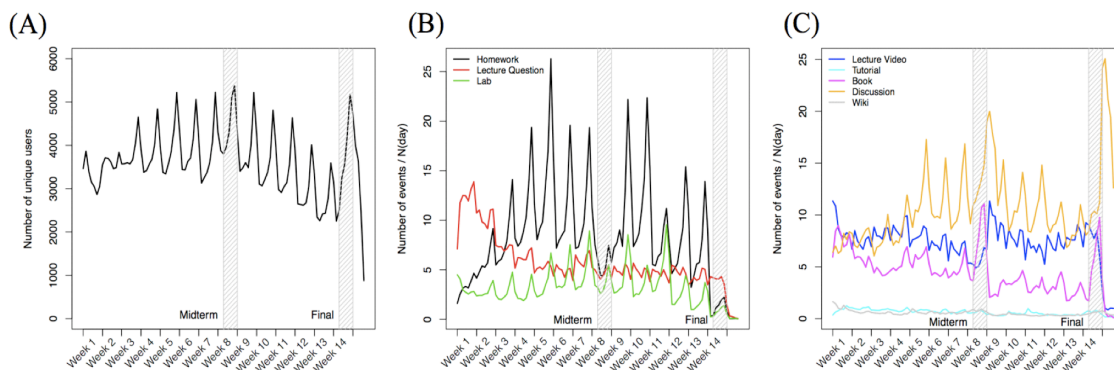 (A)
Number of unique users
6000
5000
4000
3000
2000
1000
0
Midterm
Final
Week 1
Week 2
Week 3
Week 4
Week 5
Week 6
Week 7
Week 8
Week 9
Week 10
Week 11
Week 12
Week 13
Week 14
(B)
Homework
Lecture Question
Lab
Number of events / N(day)
25
20
15
10
5
0
Midterm
Final
Week 1
Week 2
Week 3
Week 4
Week 5
Week 6
Week 7
Week 8
Week 9
Week 10
Week 11
Week 12
Week 13
Week 14
(C)
Lecture Video
Tutorial
Book
Discussion
Wiki
Number of events / N(day)
25
20
15
10
5
0
Midterm
Final
Week 1
Week 2
Week 3
Week 4
Week 5
Week 6
Week 7
Week 8
Week 9
Week 10
Week 11
Week 12
Week 13
Week 14